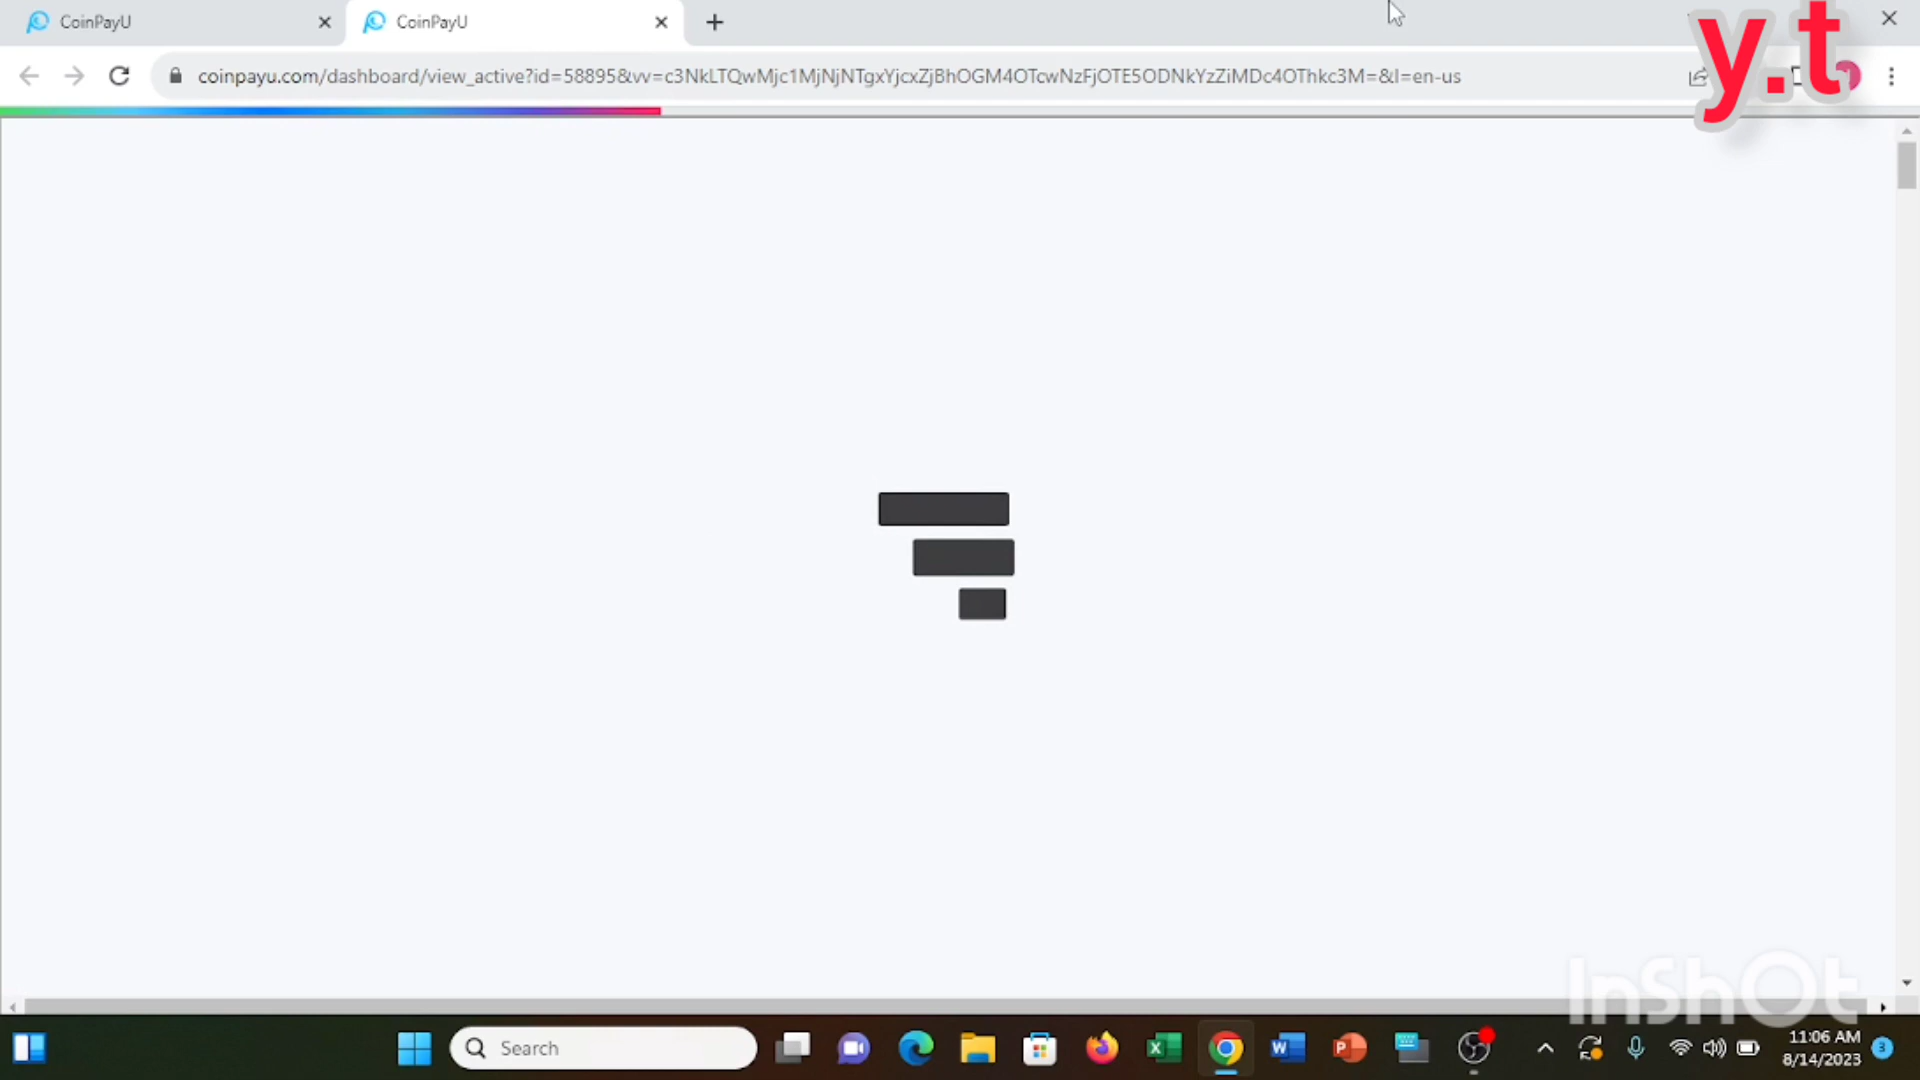 CoinPayU
CoinPayU
y.t
coinpayu.com/dashboard/view_active?id=58895&vv=c3NkLTQwMjc1MjNjNTgxYjcxZjBhOGM4OTcwNzFjOTE5ODNkYzZiMDc4OThkc3M=&l=en-us
InShOt
Search
11:06 AM
8/14/2023
3